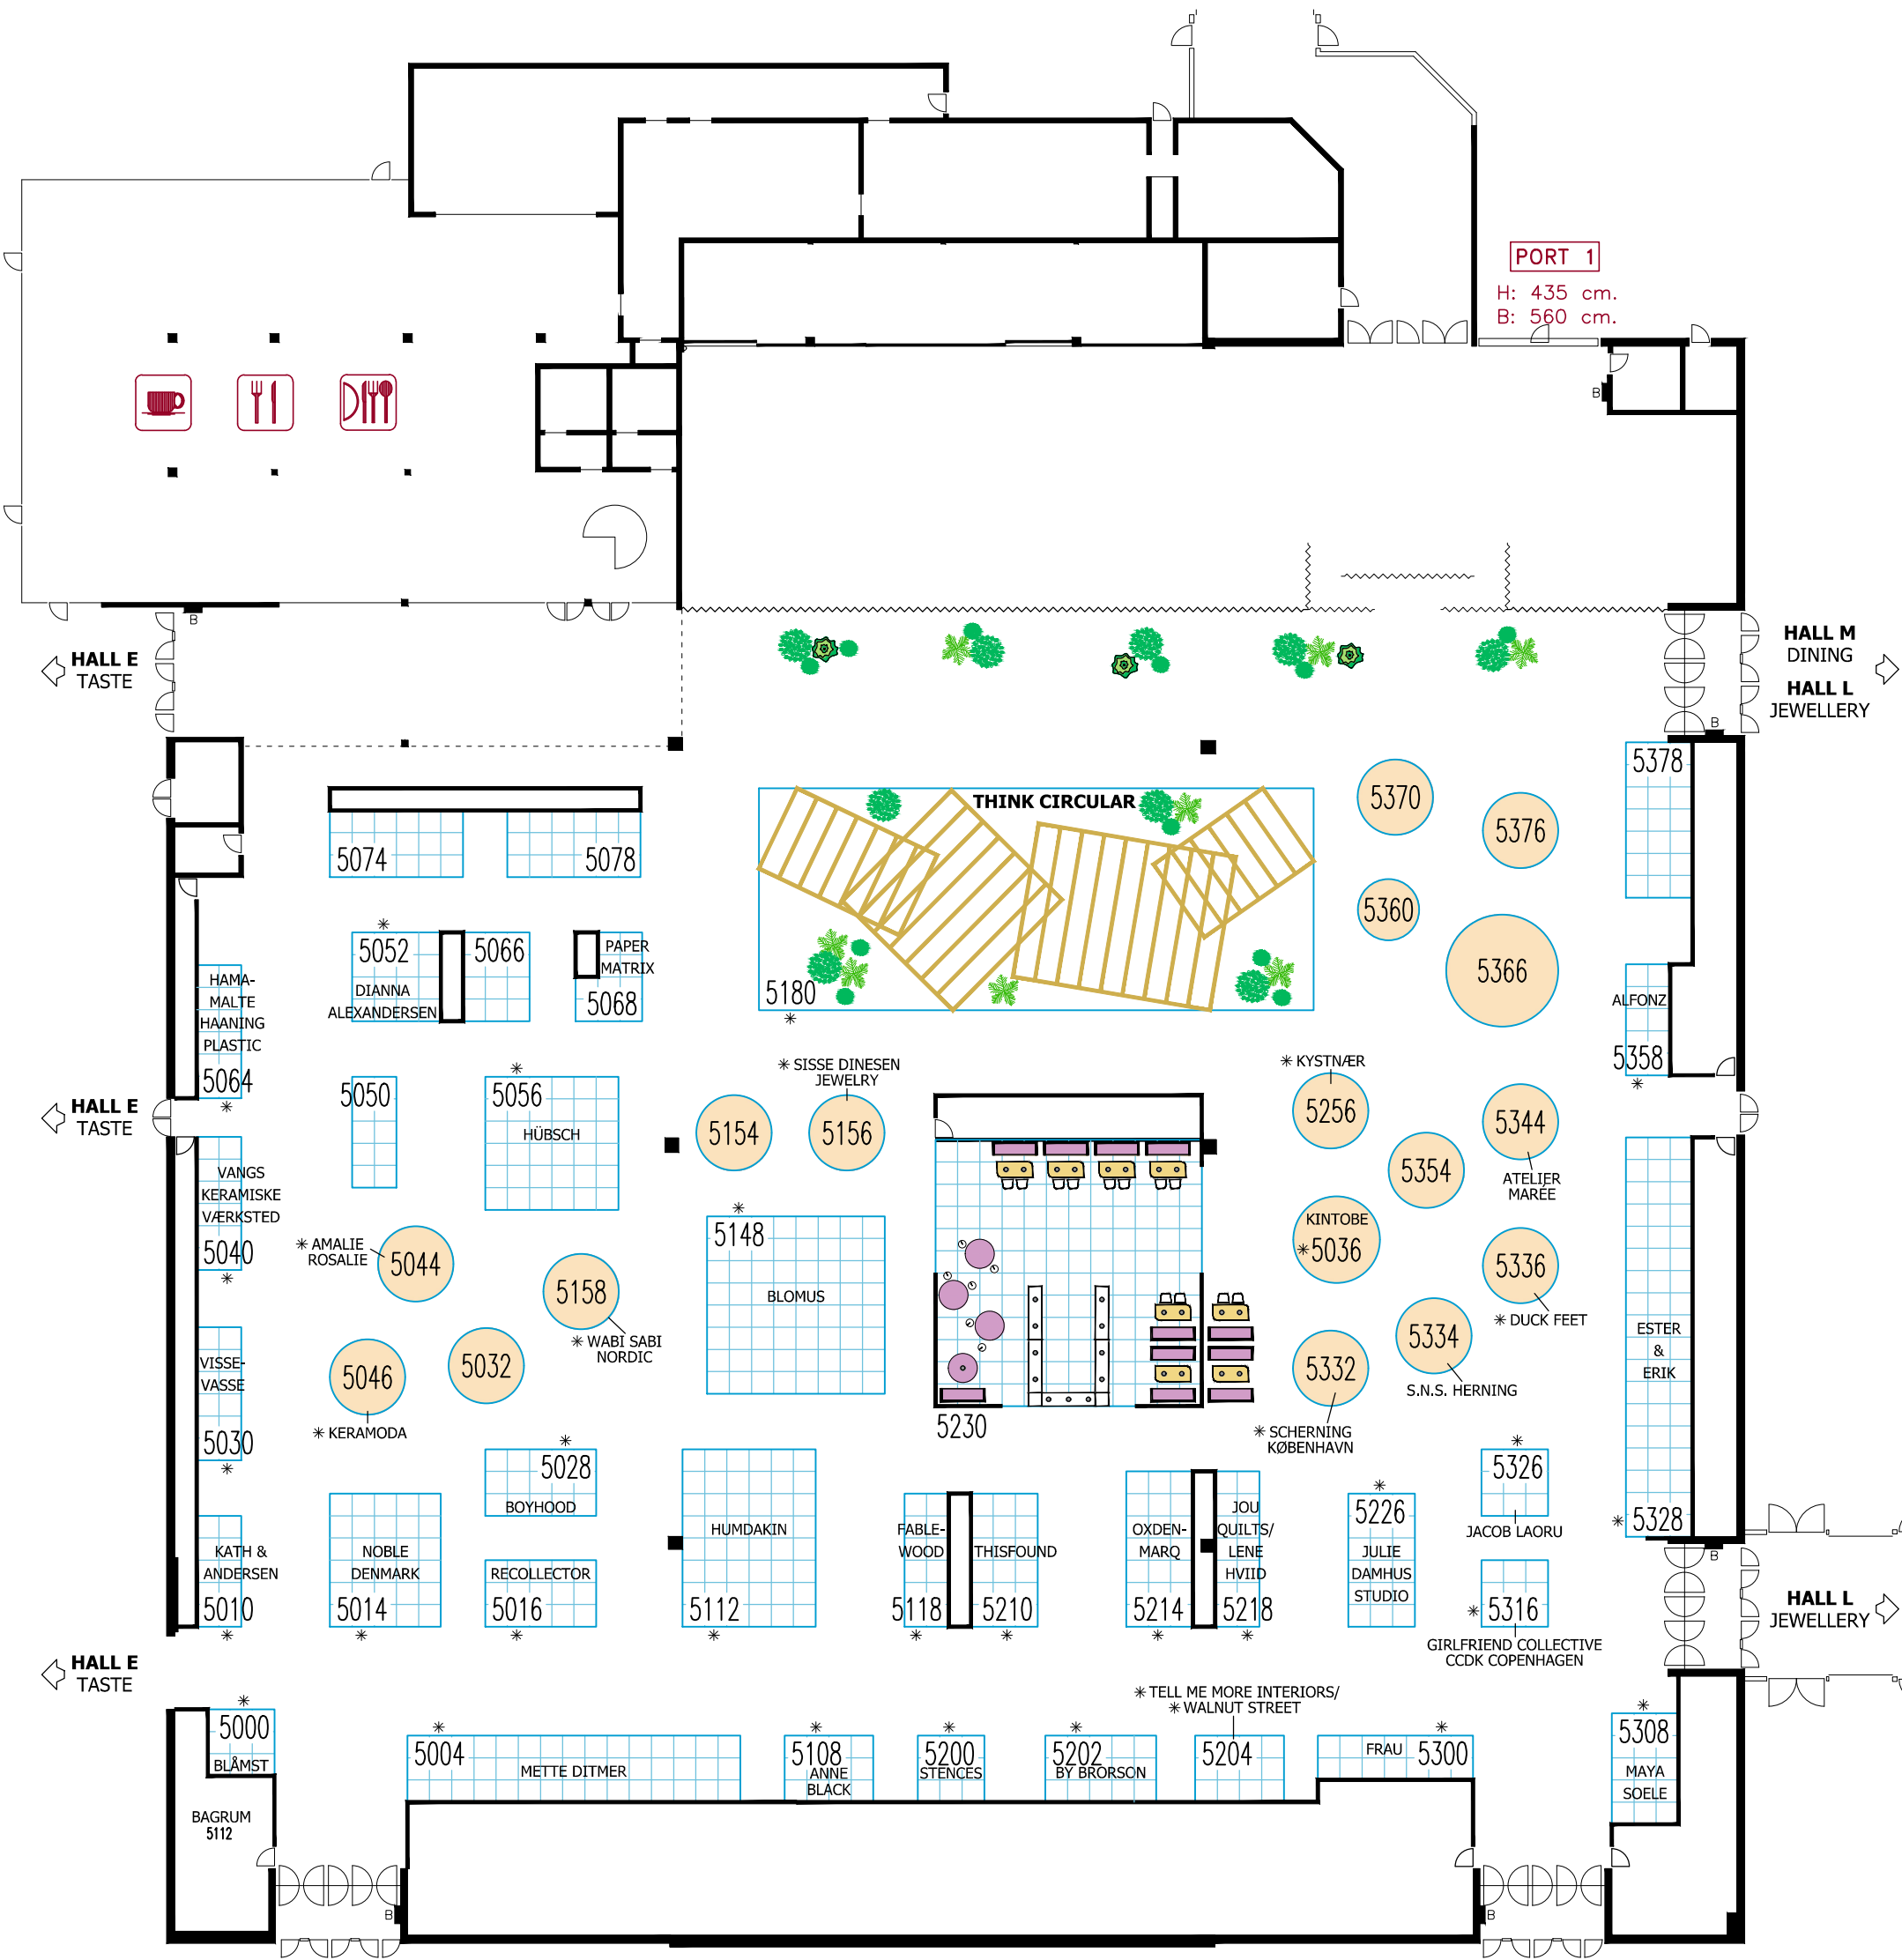 PORT 1
H: 435 cm.
B: 560 cm.
B
B
HALL E
TASTE
HALL M
DINING
HALL L
JEWELLERY
B
THINK CIRCULAR
5180
*
5370
5376
5378
5360
5366
5074
5078
*
5052
DIANNA
ALEXANDERSEN
5066
PAPER
MATRIX
5068
HAMA-
MALTE
HAANING
PLASTIC
5064
*
ALFONZ
5358
*
HALL E
TASTE
5050
*
5056
HÜBSCH
5154
* SISSE DINESEN
JEWELRY
5156
* KYSTNÆR
5256
5344
ATELIER
MARÉE
5354
VANGS
KERAMISKE
VÆRKSTED
5040
*
* AMALIE
ROSALIE
5044
5158
* WABI SABI
NORDIC
*
5148
BLOMUS
KINTOBE
*5036
5336
* DUCK FEET
5334
S.N.S. HERNING
5332
* SCHERNING
KØBENHAVN
ESTER
&
ERIK
* 5328
VISSE-
VASSE
5030
*
5046
* KERAMODA
5032
5230
*
5028
BOYHOOD
*
5326
JACOB LAORU
KATH &
ANDERSEN
5010
*
NOBLE
DENMARK
5014
*
RECOLLECTOR
5016
*
HUMDAKIN
5112
*
FABLE-
WOOD
5118
*
THISFOUND
5210
*
OXDEN-
MARQ
5214
*
JOU
QUILTS/
LENE
HVIID
5218
*
*
5226
JULIE
DAMHUS
STUDIO
* 5316
GIRLFRIEND COLLECTIVE
CCDK COPENHAGEN
B
HALL L
JEWELLERY
HALL E
TASTE
*
5000
BLÅMST
BAGRUM
5112
*
5004
METTE DITMER
*
5108
ANNE
BLACK
*
5200
STENCES
*
5202
BY BRORSON
* TELL ME MORE INTERIORS/
* WALNUT STREET
5204
*
FRAU 5300
*
5308
MAYA
SOELE
B
B